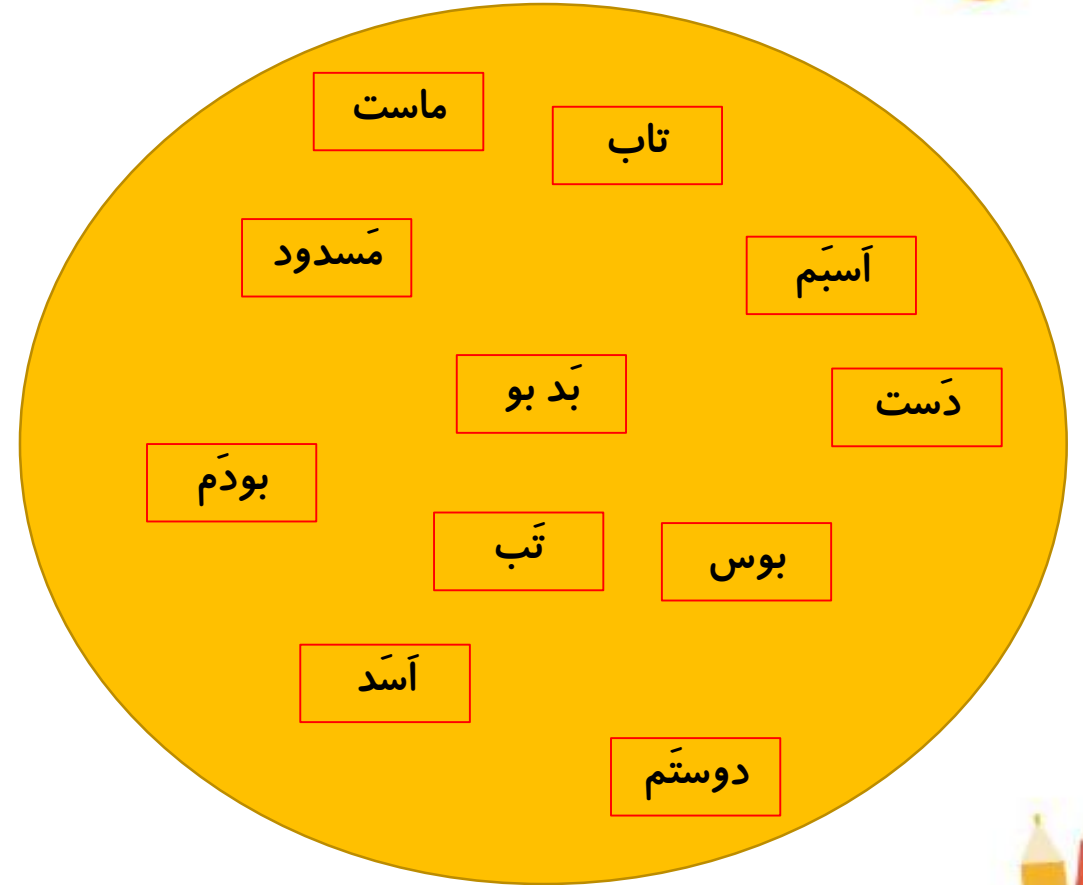 ماست
تاب
مَسدود
اَسبَم
بَد بو
دَست
بودَم
تَب
بوس
اَسَد
دوستَم